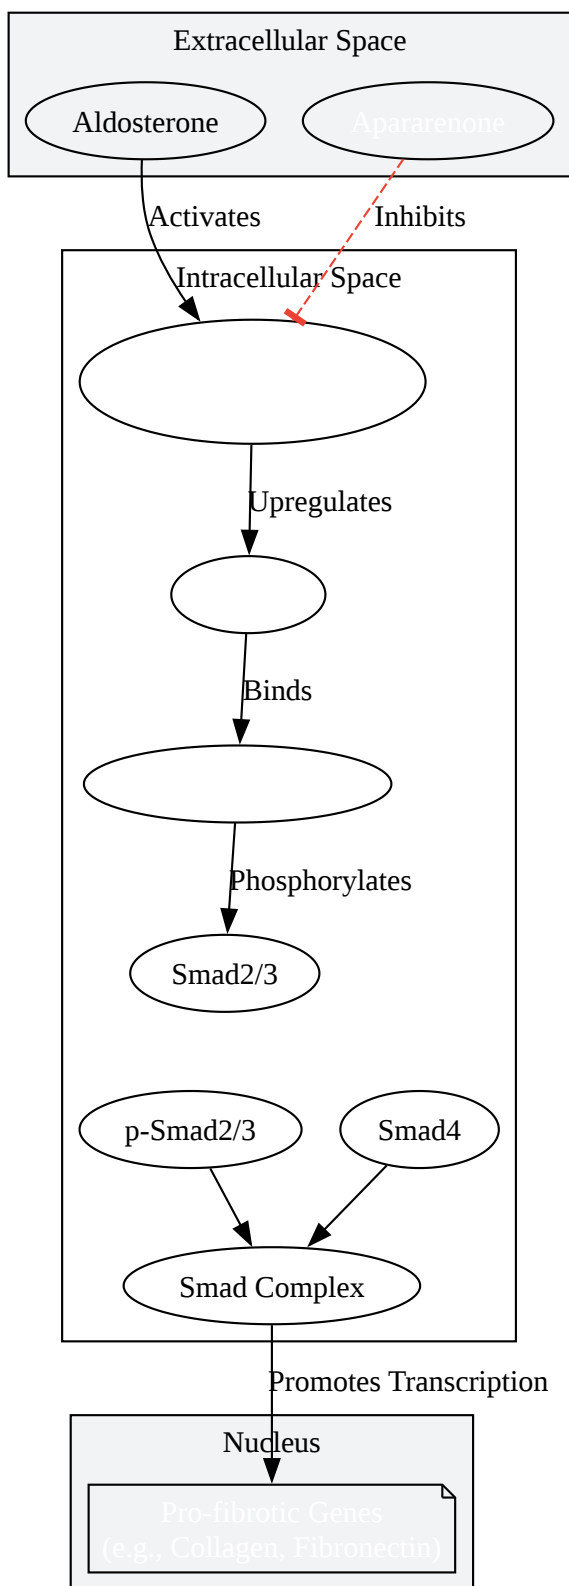 Extracellular Space
Aldosterone
Apararenone
Activates
Inhibits
Intracellular Space
Upregulates
Binds
Phosphorylates
Smad2/3
p-Smad2/3
Smad4
Smad Complex
Promotes Transcription
Nucleus
Pro-fibrotic Genes
(e.g., Collagen, Fibronectin)